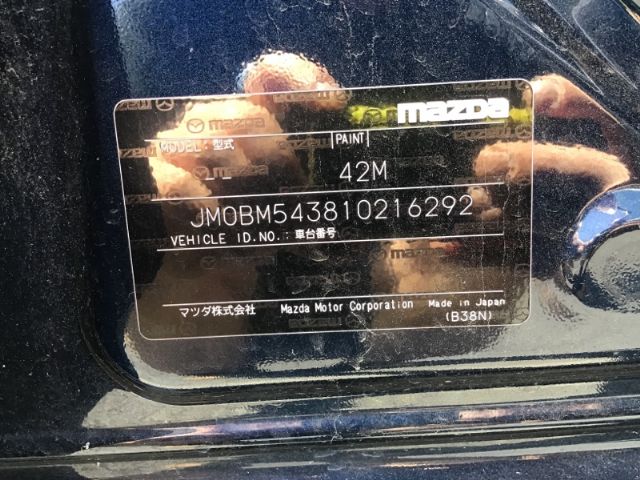 mazda
MODEL: 型式 PAINT
42M
JM0BM543810216292
VEHICLE ID.NO.: 車台番号
マツダ株式会社 Mazda Motor Corporation Made in Japan
(B38N)